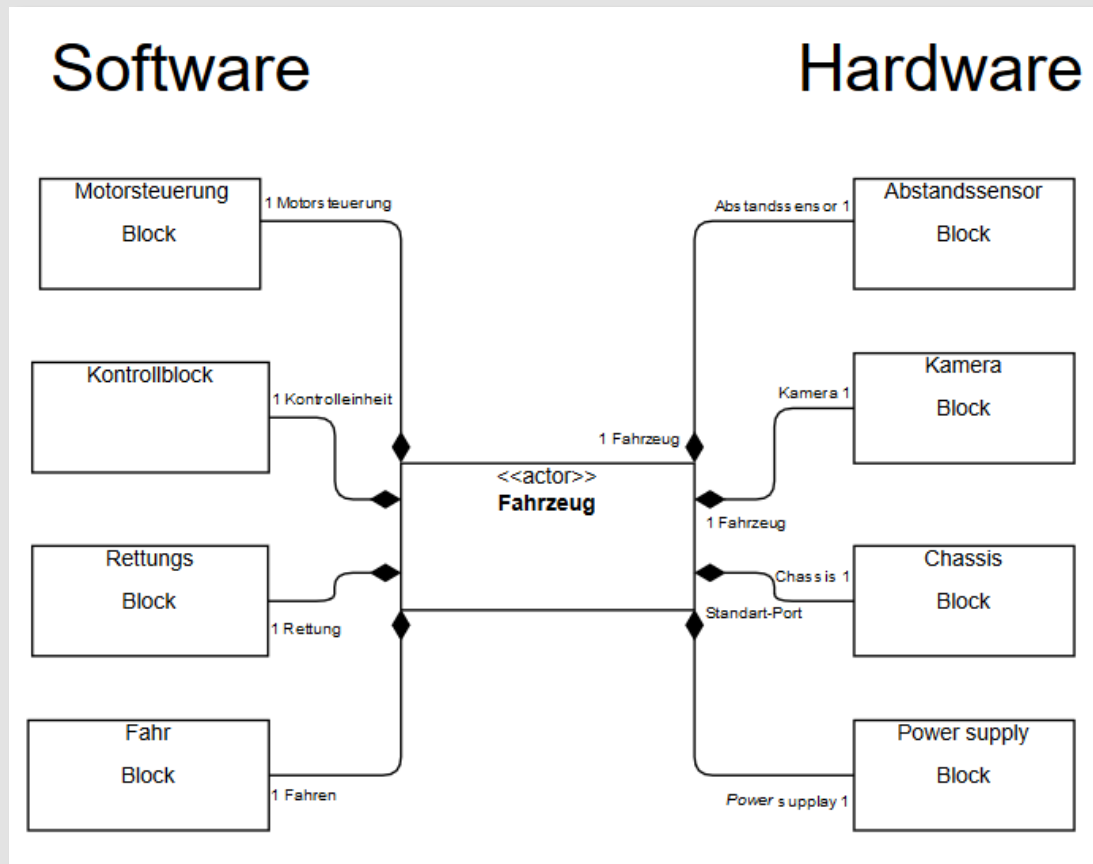 Software
Hardware
Motorsteuerung
Block
1 Motorsteuerung
Abstandssensor 1
Abstandssensor
Block
Kontrollblock
1 Kontrolleinheit
Kamera 1
Kamera
Block
1 Fahrzeug
<<actor>>
Fahrzeug
1 Fahrzeug
Rettungs
Block
1 Rettung
Chassis 1
Chassis
Block
Standart-Port
Fahr
Block
1 Fahren
Power supplay 1
Power supply
Block